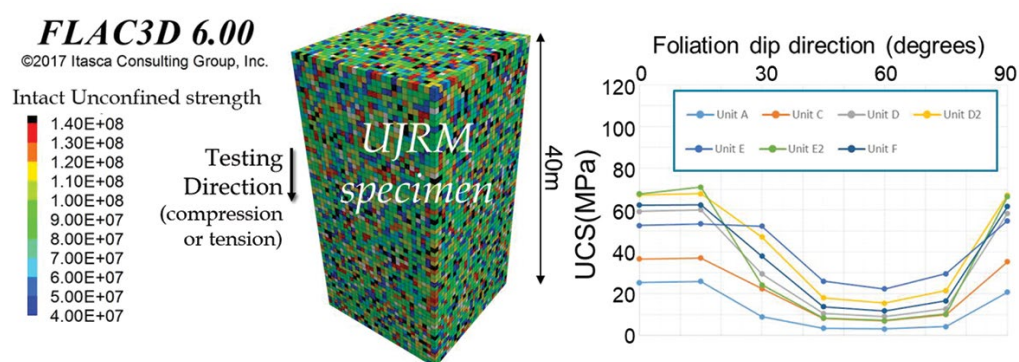 FLAC3D 6.00
©2017 Itasca Consulting Group, Inc.
Intact Unconfined strength
1.40E+08
1.30E+08
1.20E+08
1.10E+08
1.00E+08
9.00E+07
8.00E+07
7.00E+07
6.00E+07
5.00E+07
4.00E+07
Testing
Direction
(compression
or tension)
UJRM
specimen
40m
Foliation dip direction (degrees)
0 30 60 90
UCS(MPa)
120
100
80
60
40
20
0
Unit A Unit C Unit D Unit D2
Unit E Unit E2 Unit F